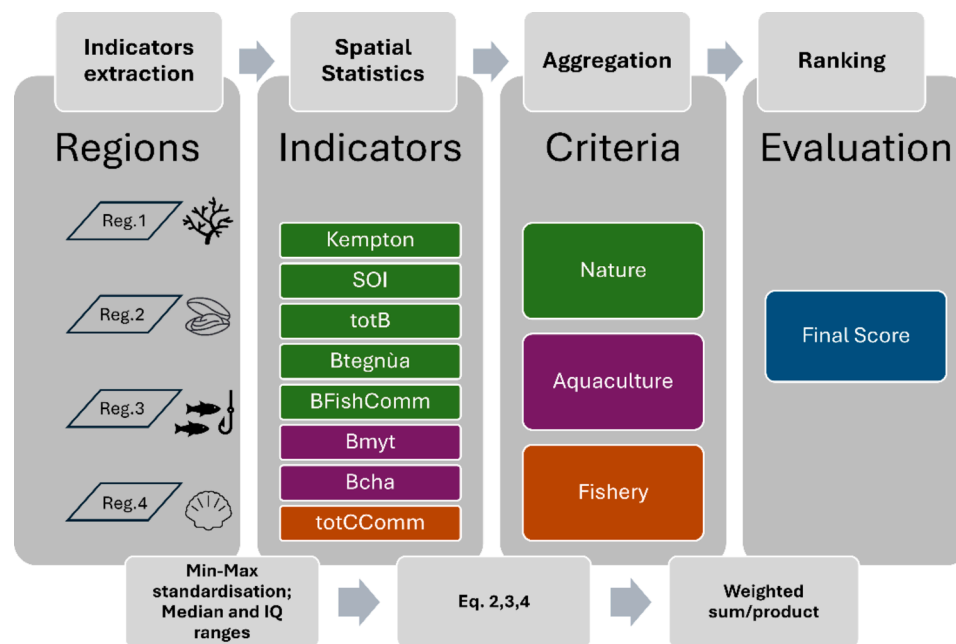 Indicators
extraction
Spatial
Statistics
Aggregation
Ranking
Regions
Indicators
Criteria
Evaluation
Reg.1
Reg.2
Reg.3
Reg.4
Kempton
SOI
totB
Btegnùa
BFishComm
Bmyt
Bcha
totCComm
Nature
Aquaculture
Fishery
Final Score
Min-Max
standardisation;
Median and IQ
ranges
Eq. 2,3,4
Weighted
sum/product